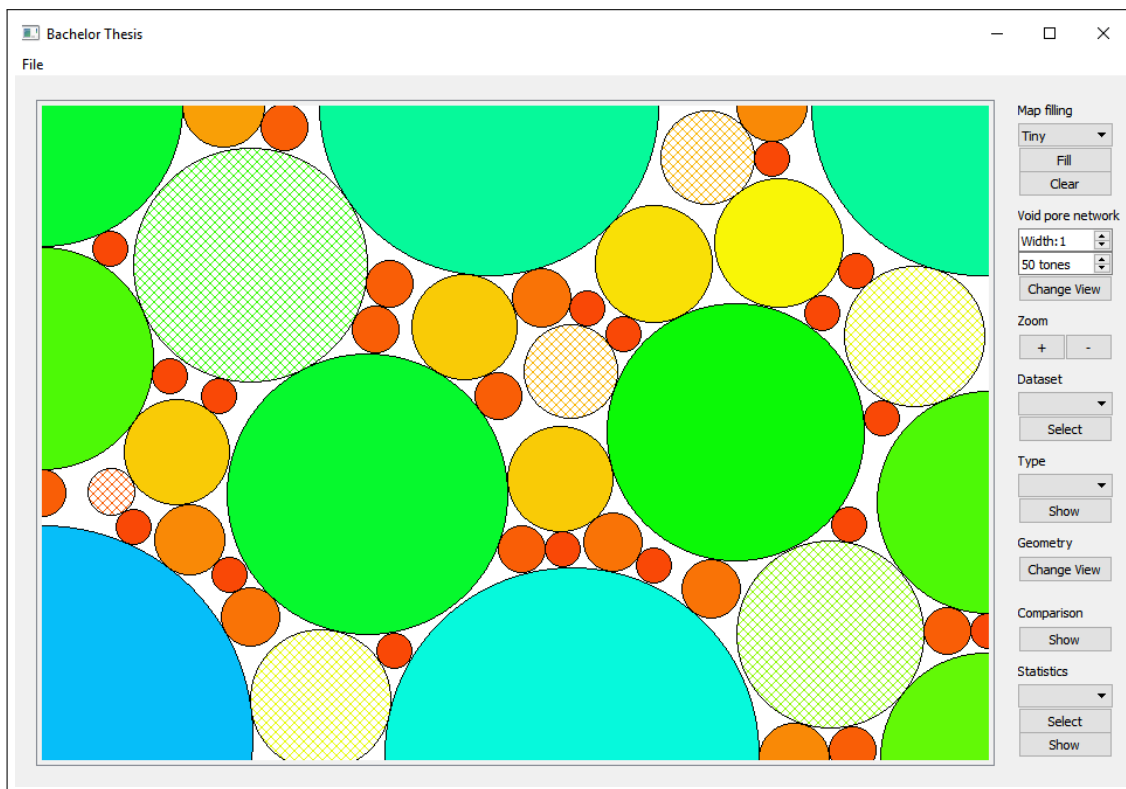 Bachelor Thesis
File
Map filling
Tiny
Fill
Clear
Void pore network
Width:1
50 tones
Change View
Zoom
+ -
Dataset
Select
Type
Show
Geometry
Change View
Comparison
Show
Statistics
Select
Show